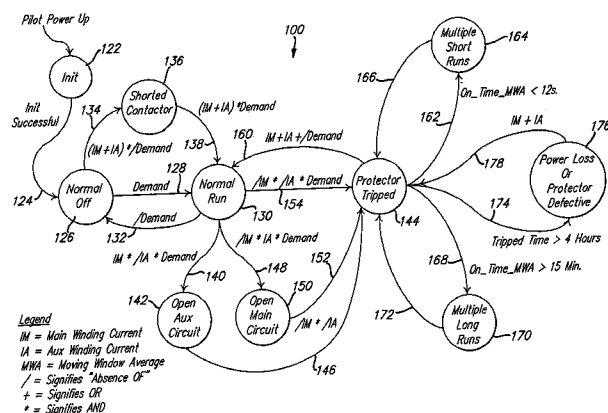 Pilot Power Up
100
122
Init
136
Shorted
Contactor
Multiple
Short Runs
164
166
On_Time_MWA < 12s.
162
Init
Successful
134
(IM+IA) */Demand
(IM+IA) *Demand
138
160
IM+IA+/Demand
IM + IA
176
178
Power Loss
Or
Protector
Defective
124
Normal
Off
126
Demand
128
/Demand
132
Normal
Run
130
/IM * /IA * Demand
154
Protector
Tripped
144
174
Tripped Time > 4 Hours
IM * /IA * Demand
140
/IM * IA * Demand
148
152
168
On_Time_MWA > 15 Min.
142
Open
Aux
Circuit
150
Open
Main
Circuit
/IM * /IA
146
172
Multiple
Long
Runs
170
Legend
IM = Main Winding Current
IA = Aux Winding Current
MWA = Moving Window Average
/ = Signifies "Absence OF"
+ = Signifies OR
* = Signifies AND